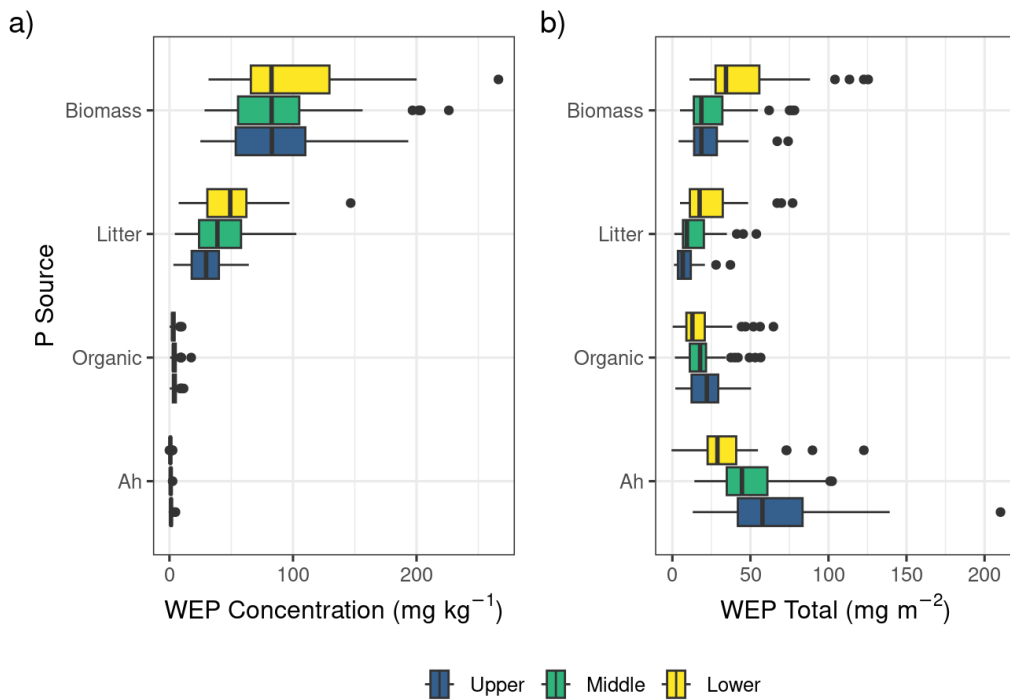 a)
P Source
Biomass
Litter
Organic
Ah
0 100 200
WEP Concentration (mg kg⁻¹)
b)
Biomass
Litter
Organic
Ah
0 50 100 150 200
WEP Total (mg m⁻²)
Upper Middle Lower